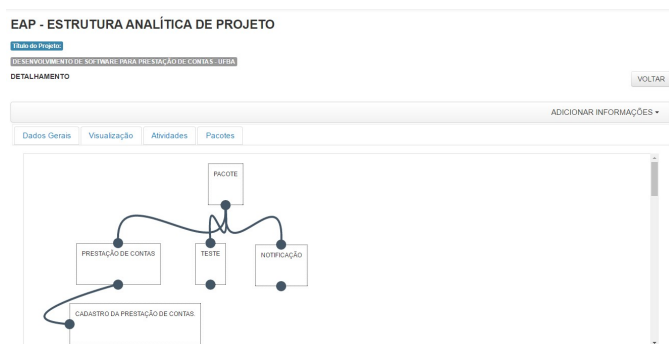 EAP - ESTRUTURA ANALÍTICA DE PROJETO
Título do Projeto:
DESENVOLVIMENTO DE SOFTWARE PARA PRESTAÇÃO DE CONTAS - UFBA
DETALHAMENTO
VOLTAR
ADICIONAR INFORMAÇÕES
Dados Gerais Visualização Atividades Pacotes
PACOTE
PRESTAÇÃO DE CONTAS TESTE NOTIFICAÇÃO
CADASTRO DA PRESTAÇÃO DE CONTAS